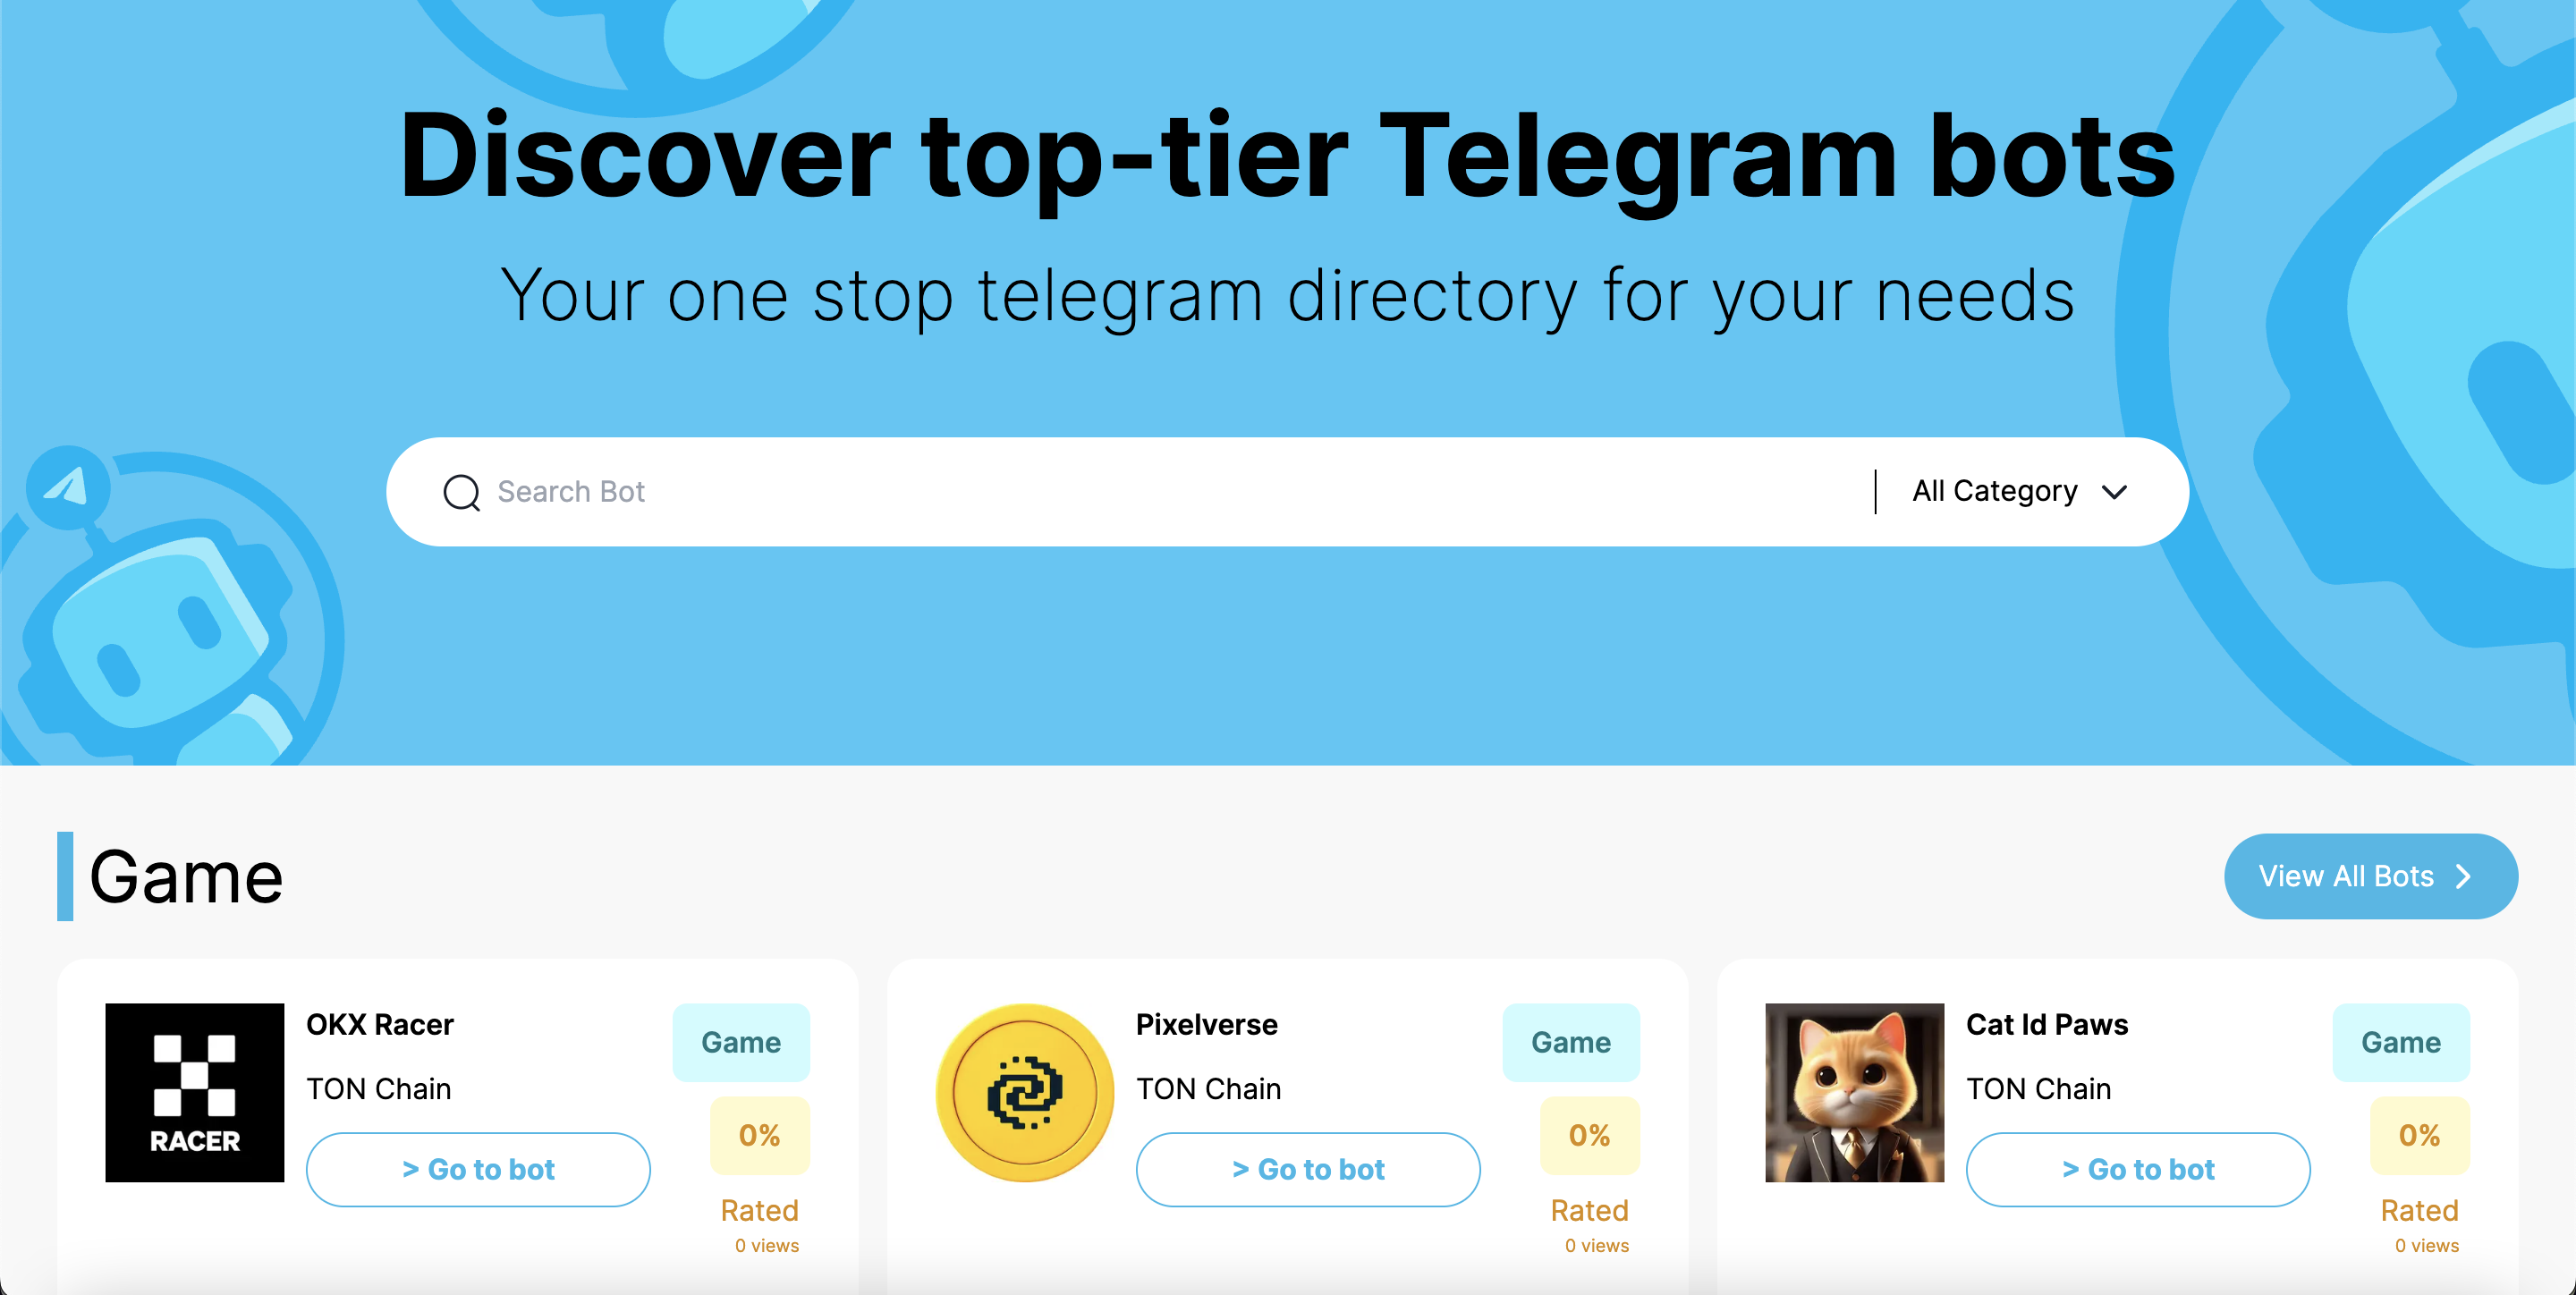 Discover top-tier Telegram bots
Your one stop telegram directory for your needs
Search Bot
All Category
Game
View All Bots
OKX Racer
TON Chain
> Go to bot
Game
0%
Rated
0 views
RACER
Pixelverse
TON Chain
> Go to bot
Game
0%
Rated
0 views
Cat Id Paws
TON Chain
> Go to bot
Game
0%
Rated
0 views